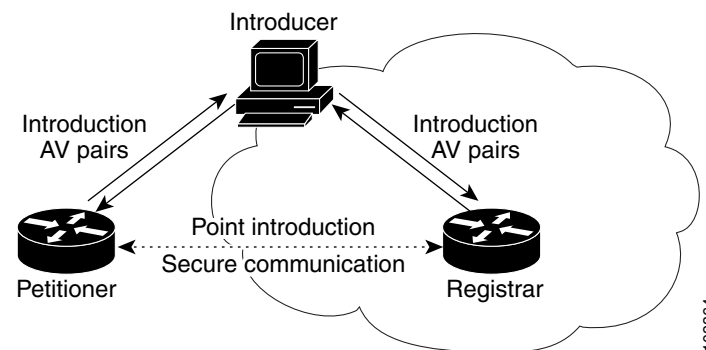 Introducer
Introduction
AV pairs
Introduction
AV pairs
Point introduction
Secure communication
Petitioner
Registrar